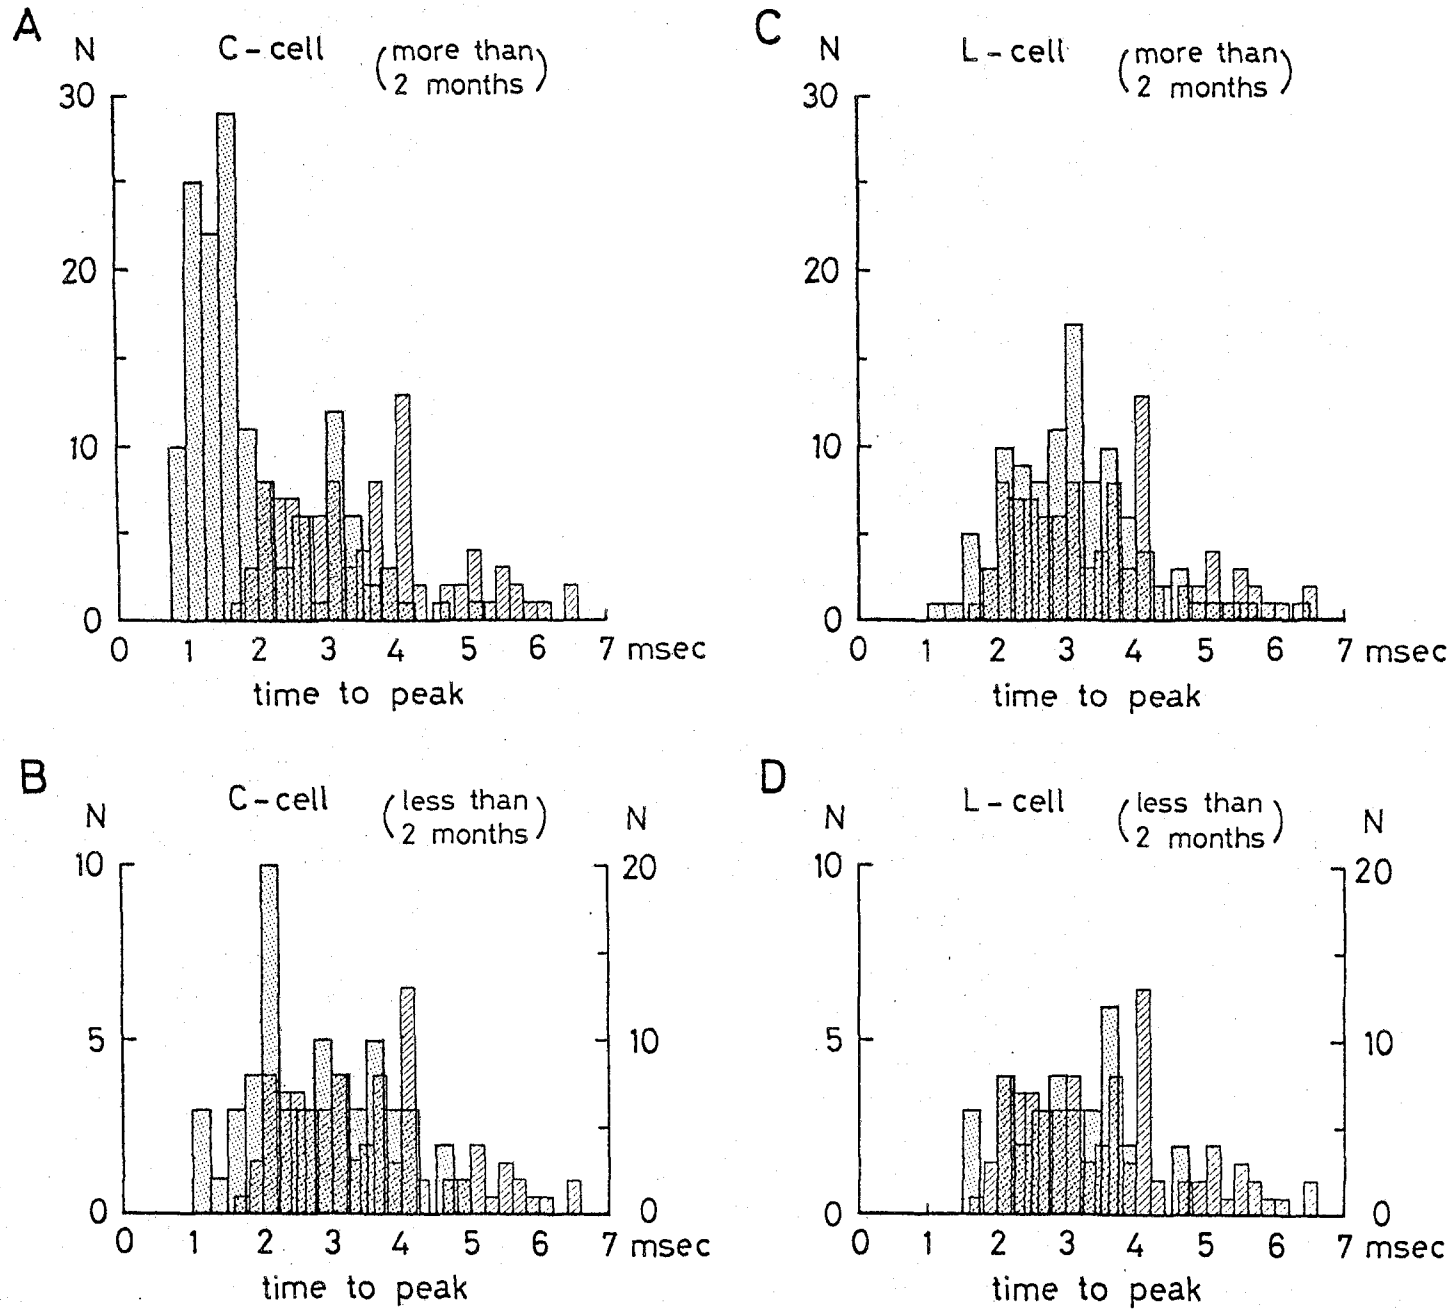 A
N
C-cell (more than 2 months)
30
20
10
0
0 1 2 3 4 5 6 7 msec
time to peak
C
N
L-cell (more than 2 months)
30
20
10
0
0 1 2 3 4 5 6 7 msec
time to peak
B
N
C-cell (less than 2 months)
N
10
5
0
20
10
0
0 1 2 3 4 5 6 7 msec
time to peak
D
N
L-cell (less than 2 months)
N
10
5
0
20
10
0
0 1 2 3 4 5 6 7 msec
time to peak